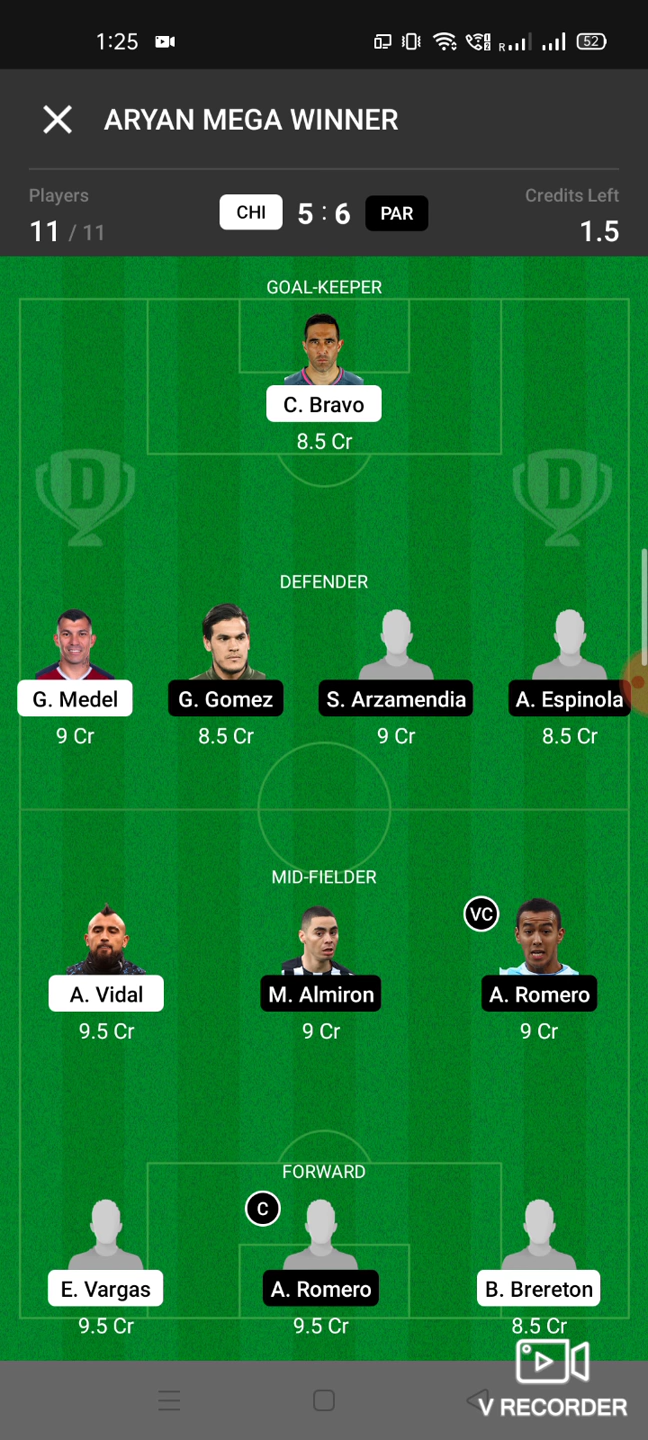 1:25
R
52
ARYAN MEGA WINNER
Players
11 / 11
CHI 5 : 6 PAR
Credits Left
1.5
GOAL-KEEPER
C. Bravo
8.5 Cr
D
D
DEFENDER
G. Medel
9 Cr
G. Gomez
8.5 Cr
S. Arzamendia
9 Cr
A. Espinola
8.5 Cr
MID-FIELDER
A. Vidal
9.5 Cr
M. Almiron
9 Cr
VC
A. Romero
9 Cr
FORWARD
E. Vargas
9.5 Cr
C
A. Romero
9.5 Cr
B. Brereton
8.5 Cr
V RECORDER